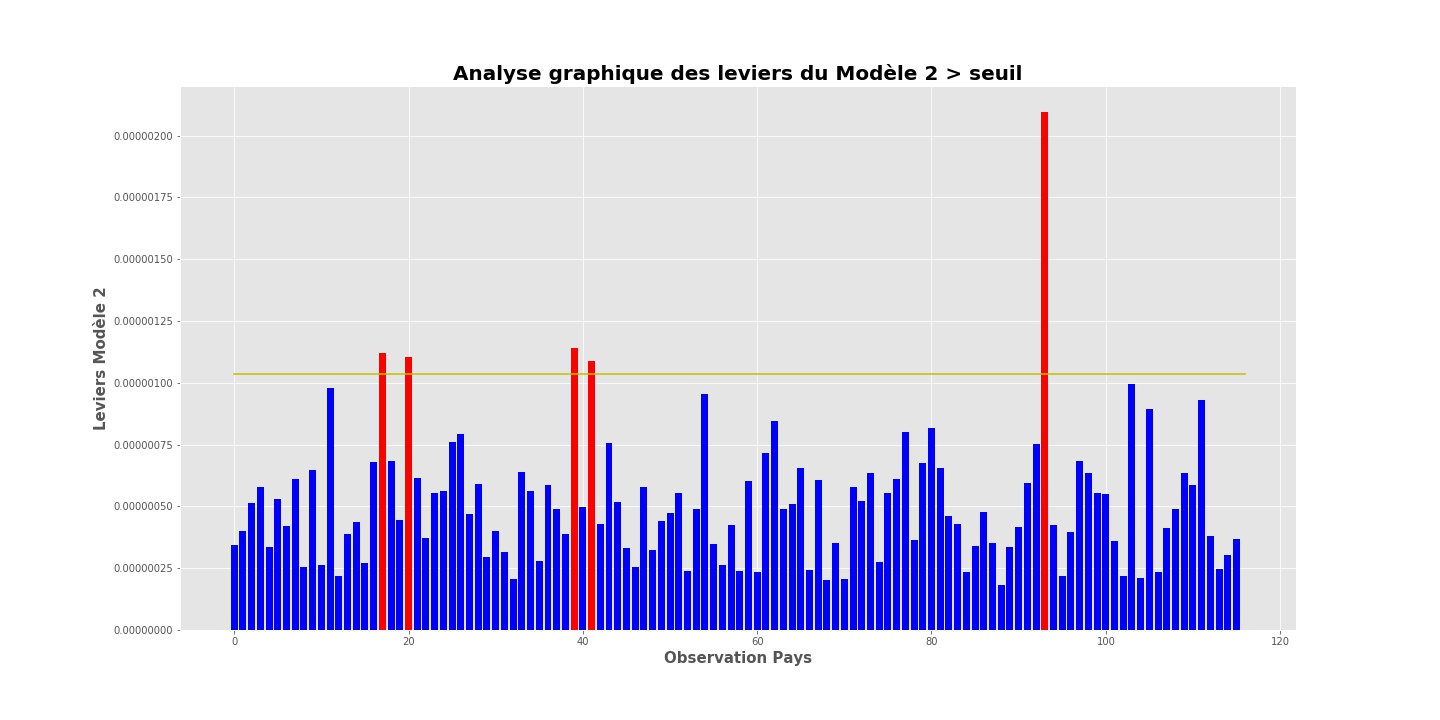 Analyse graphique des leviers du Modèle 2 > seuil
0.00000200
0.00000175
0.00000150
0.00000125
0.00000100
0.00000075
0.00000050
0.00000025
0.00000000
Leviers Modèle 2
0 20 40 60 80 100 120
Observation Pays